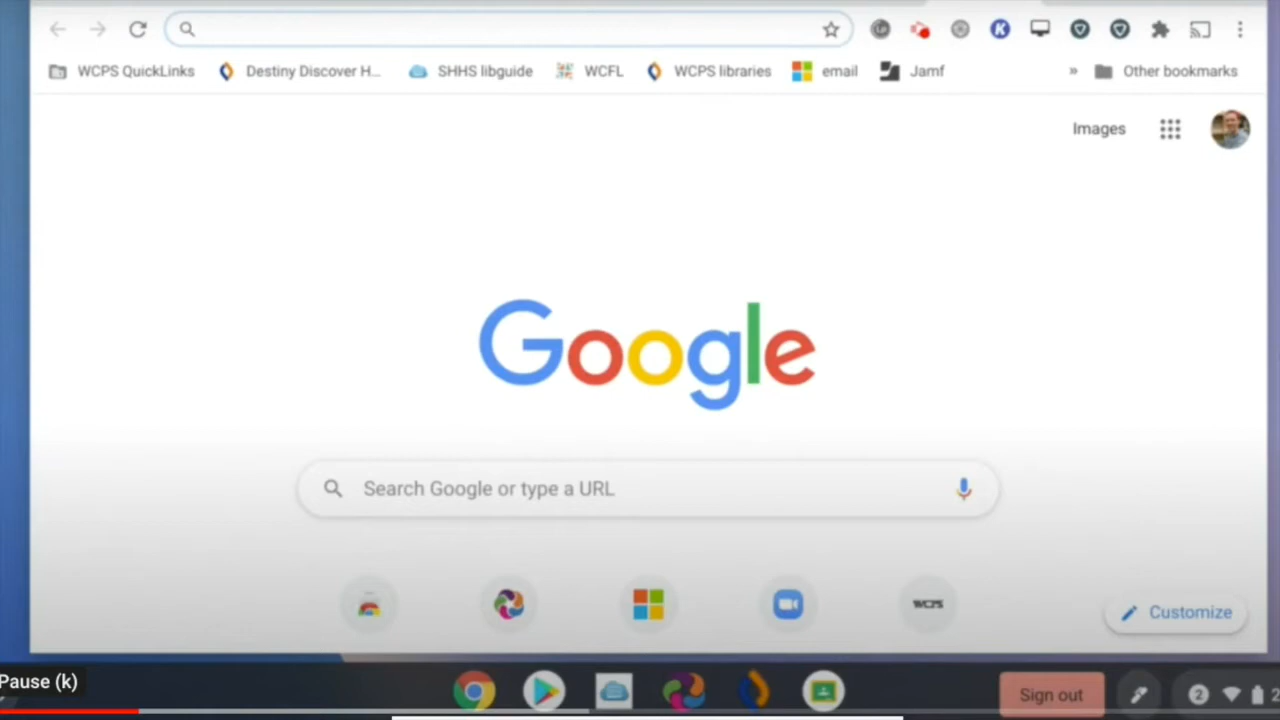 WCPS QuickLinks Destiny Discover H... SHHS libguide WCFL WCPS libraries email Jamf » Other bookmarks
Images
Google
Search Google or type a URL
WCPS
Customize
Pause (k)
Sign out
2